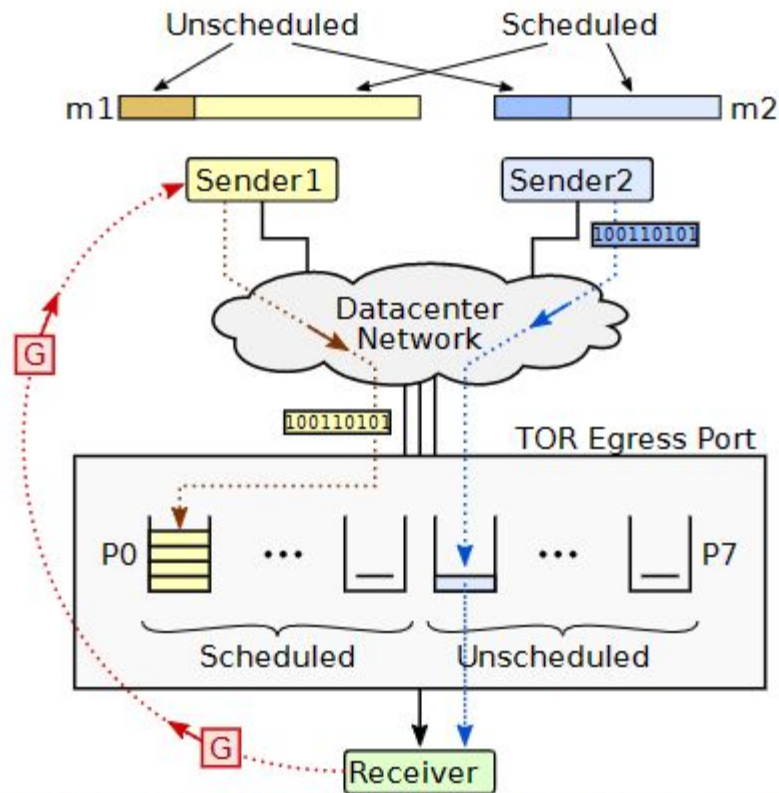 Unscheduled Scheduled
m1 m2
Sender1 Sender2
100110101
Datacenter
Network
G
100110101
TOR Egress Port
P0 ••• ••• P7
Scheduled Unscheduled
G
Receiver